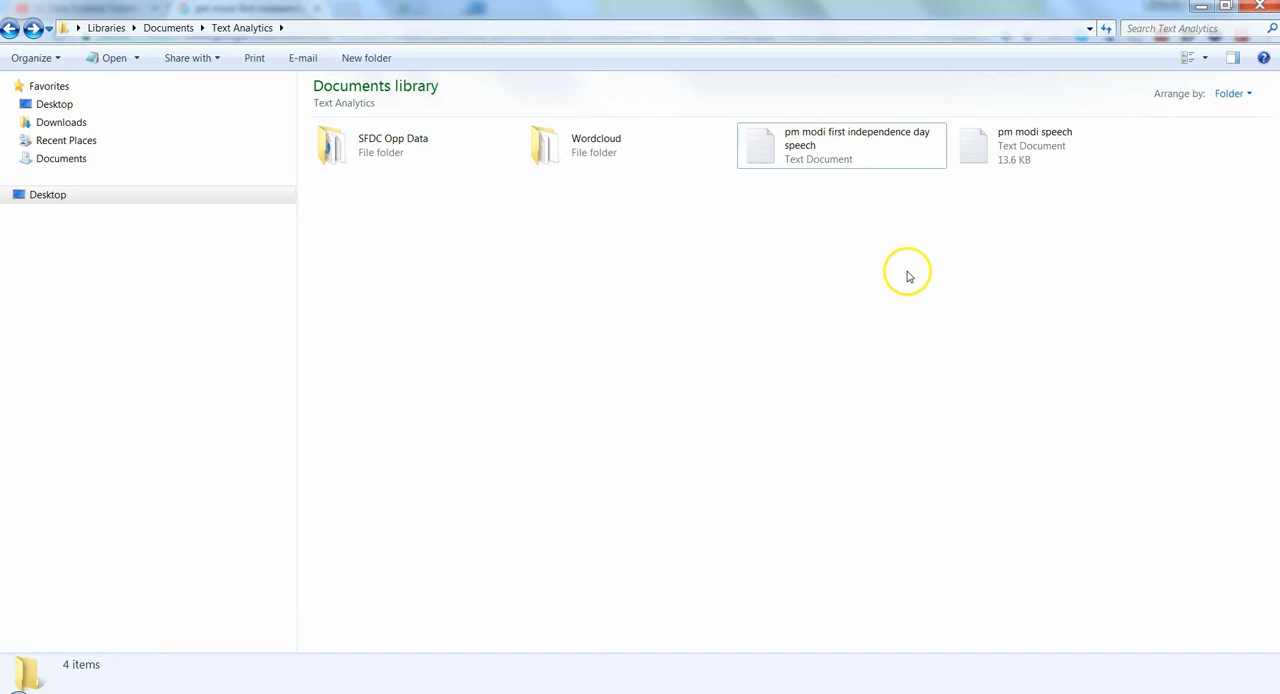 Libraries Documents Text Analytics
Search Text Analytics
Organize Open Share with Print E-mail New folder
Favorites
Desktop
Downloads
Recent Places
Documents
Desktop
Documents library
Text Analytics
Arrange by: Folder
SFDC Opp Data
File folder
Wordcloud
File folder
pm modi first independence day
speech
Text Document
pm modi speech
Text Document
13.6 KB
4 items